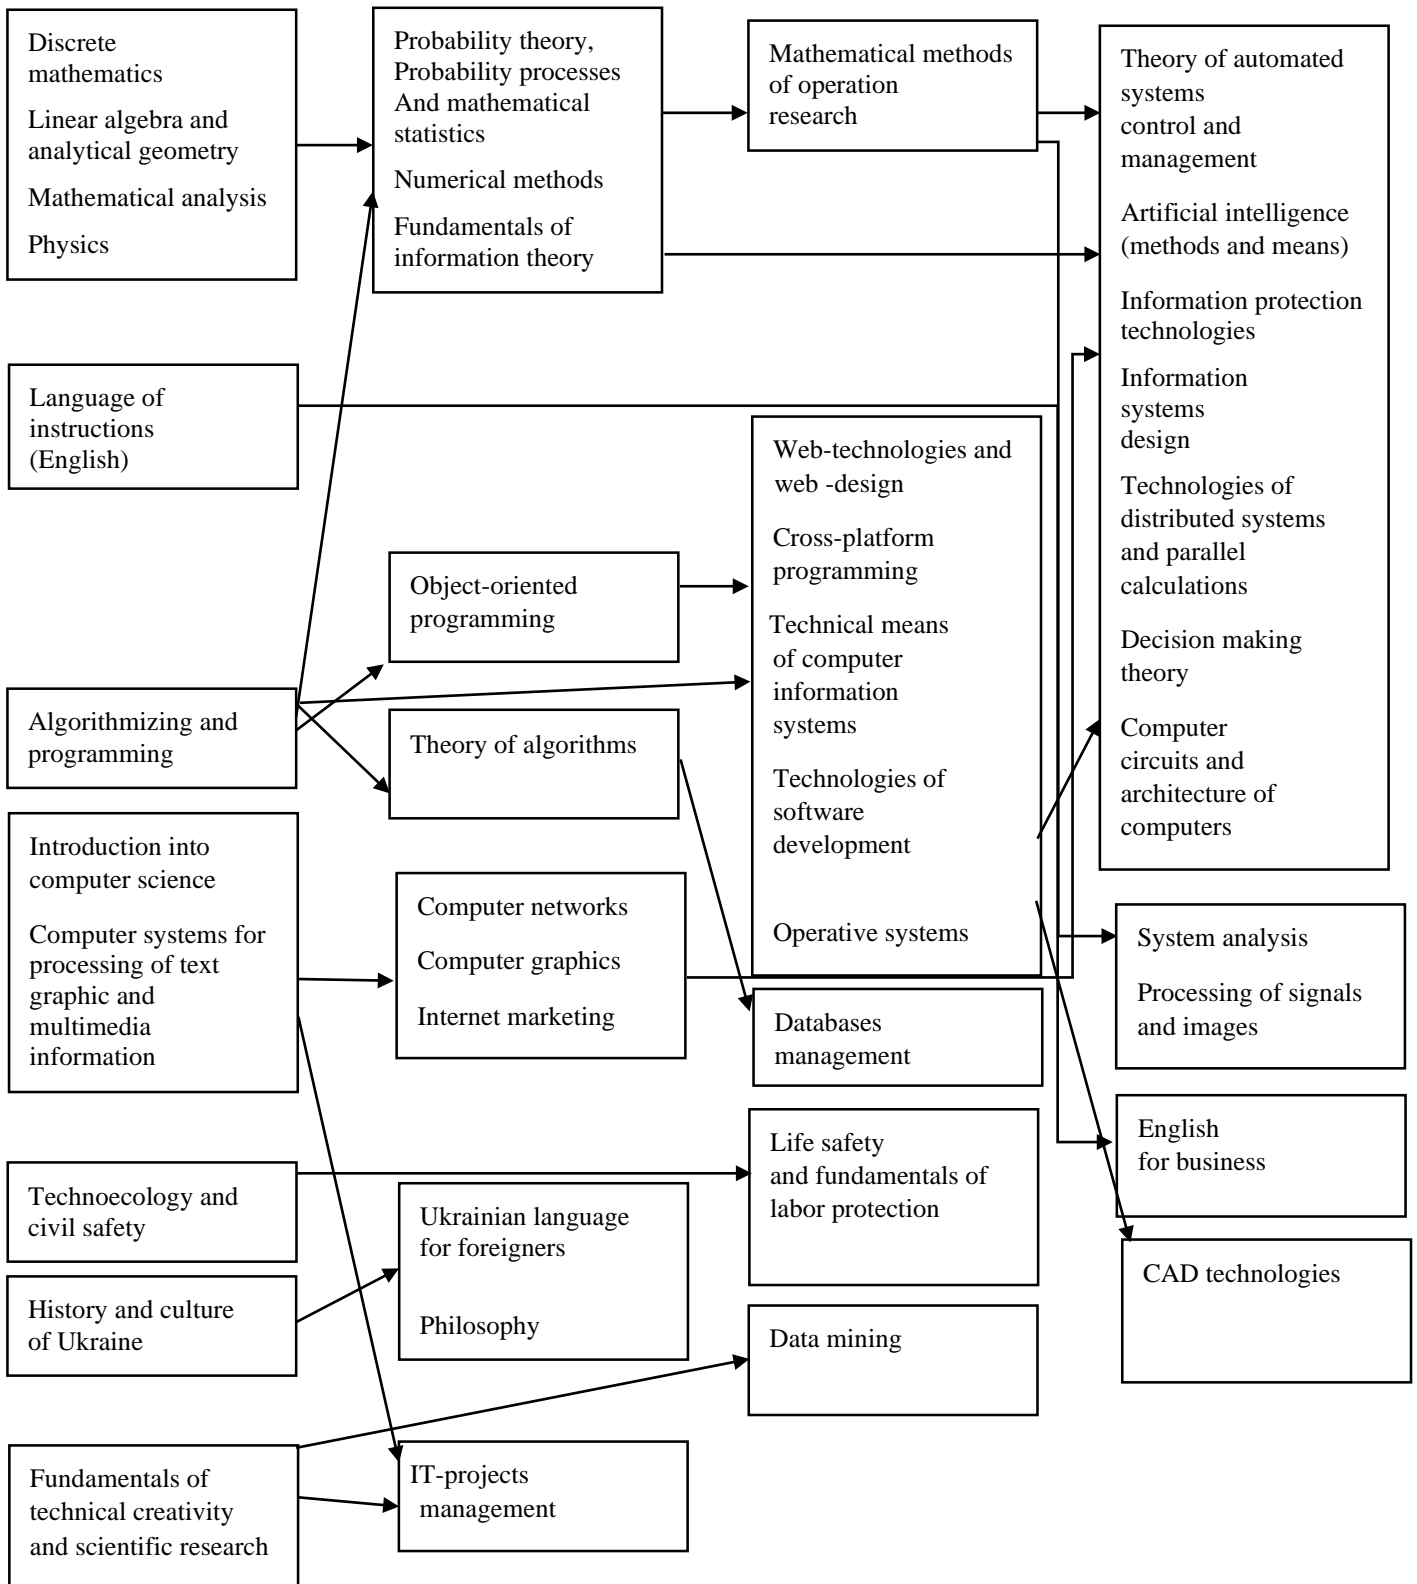 Discrete
mathematics
Linear algebra and
analytical geometry
Mathematical analysis
Physics
Language of
instructions
(English)
Algorithmizing and
programming
Introduction into
computer science
Computer systems for
processing of text
graphic and
multimedia
information
Technoecology and
civil safety
History and culture
of Ukraine
Fundamentals of
technical creativity
and scientific research
Probability theory,
Probability processes
And mathematical
statistics
Numerical methods
Fundamentals of
information theory
Object-oriented
programming
Theory of algorithms
Computer networks
Computer graphics
Internet marketing
Ukrainian language
for foreigners
Philosophy
IT-projects
management
Mathematical methods
of operation
research
Web-technologies and
web -design
Cross-platform
programming
Technical means
of computer
information
systems
Technologies of
software
development
Operative systems
Databases
management
Life safety
and fundamentals of
labor protection
Data mining
Theory of automated
systems
control and
management
Artificial intelligence
(methods and means)
Information protection
technologies
Information
systems
design
Technologies of
distributed systems
and parallel
calculations
Decision making
theory
Computer
circuits and
architecture of
computers
System analysis
Processing of signals
and images
English
for business
CAD technologies